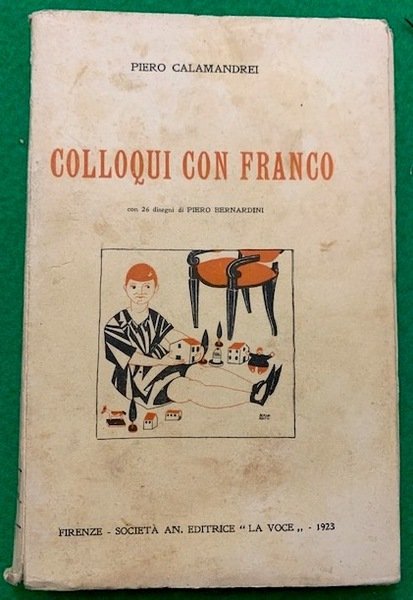 PIERO CALAMANDREI
COLLOQUI CON FRANCO
con 26 disegni di PIERO BERNARDINI
FIRENZE - SOCIETÀ AN. EDITRICE “ LA VOCE „ - 1923